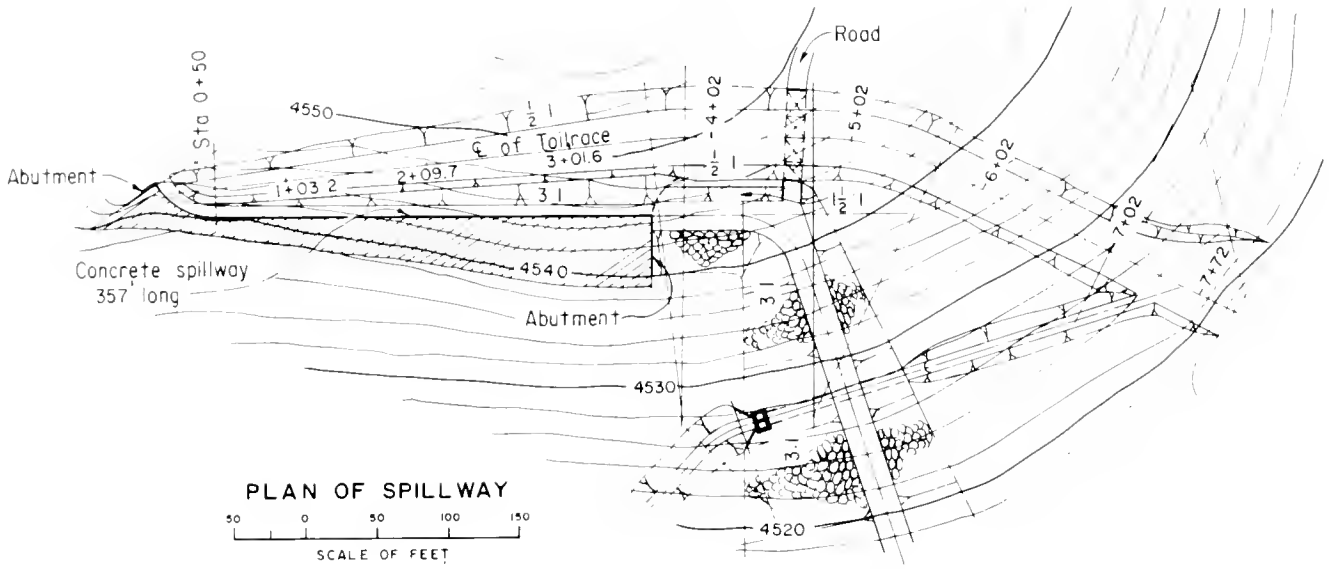 Road
Sta 0+50
4550
½ 1
4+02
5+02
℄ of Tailrace
3+01.6
6+02
Abutment
1+03.2
2+09.7
½ 1
3.1
1½ 1
7+02
7+72
4540
Concrete spillway
357' long
3.1
Abutment
4530
3.1
PLAN OF SPILLWAY
50 0 50 100 150
SCALE OF FEET
4520